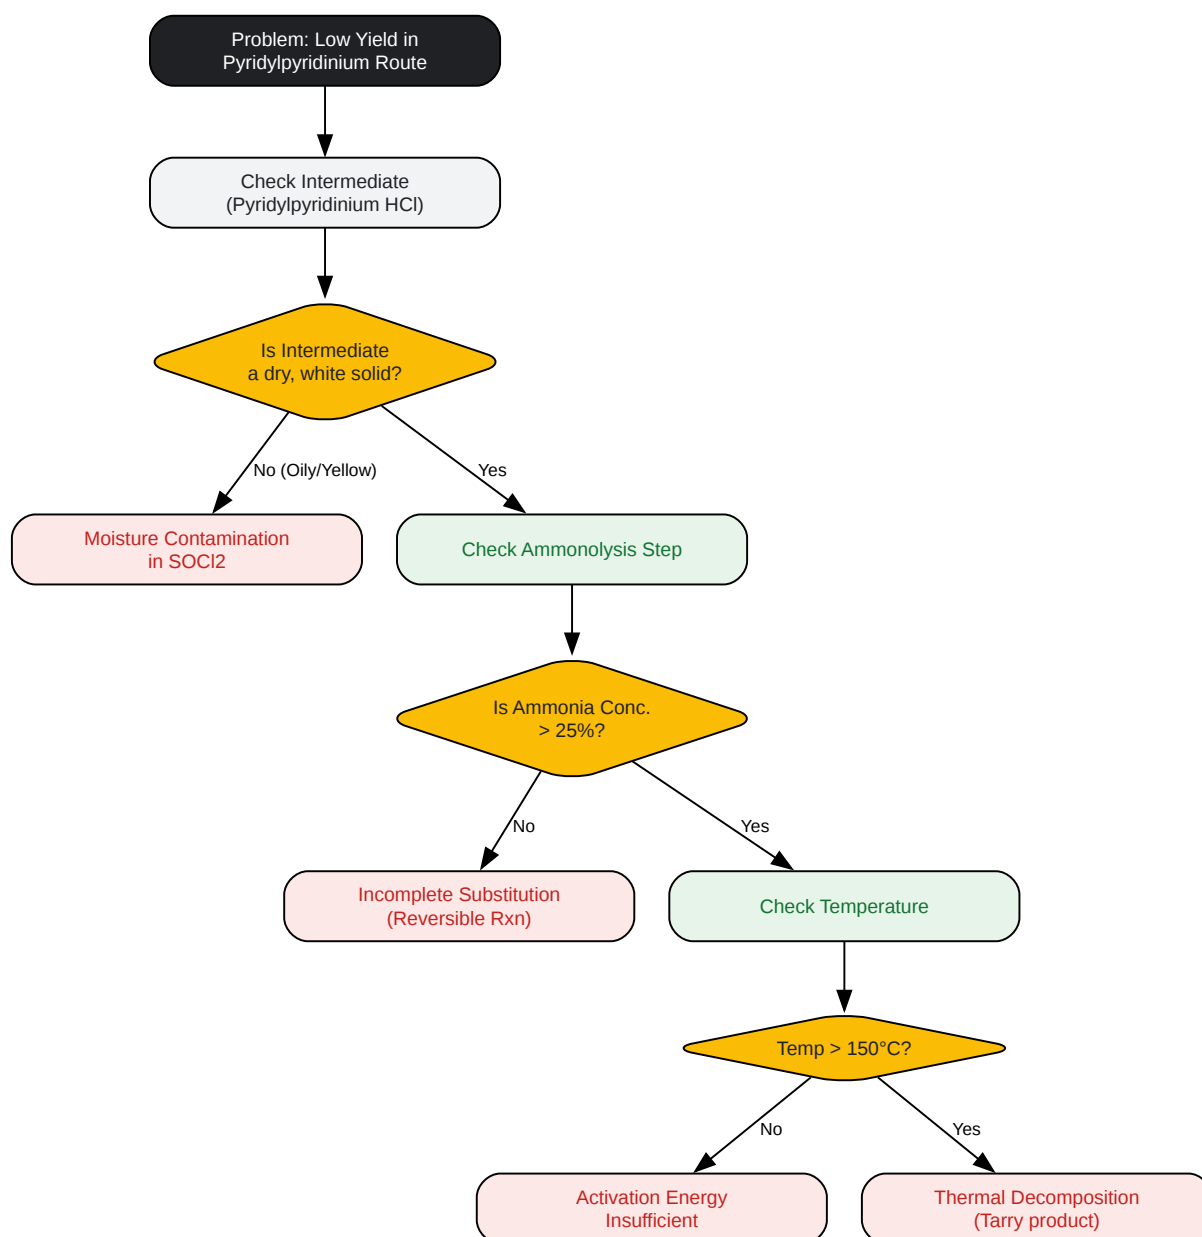 Problem: Low Yield in
Pyridylpyridinium Route
Check Intermediate
(Pyridylpyridinium HCl)
Is Intermediate
a dry, white solid?
No (Oily/Yellow)
Yes
Moisture Contamination
in SOCl2
Check Ammonolysis Step
Is Ammonia Conc.
> 25%?
No
Yes
Incomplete Substitution
(Reversible Rxn)
Check Temperature
Temp > 150°C?
No
Yes
Activation Energy
Insufficient
Thermal Decomposition
(Tarry product)